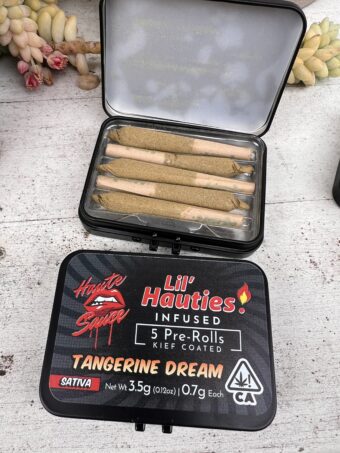 Haute
Sauce
Lil'
Hauties!
INFUSED
5 Pre-Rolls
KIEF COATED
TANGERINE DREAM
SATIVA
Net Wt. 3.5g (0.12oz) | 0.7g Each
! CA